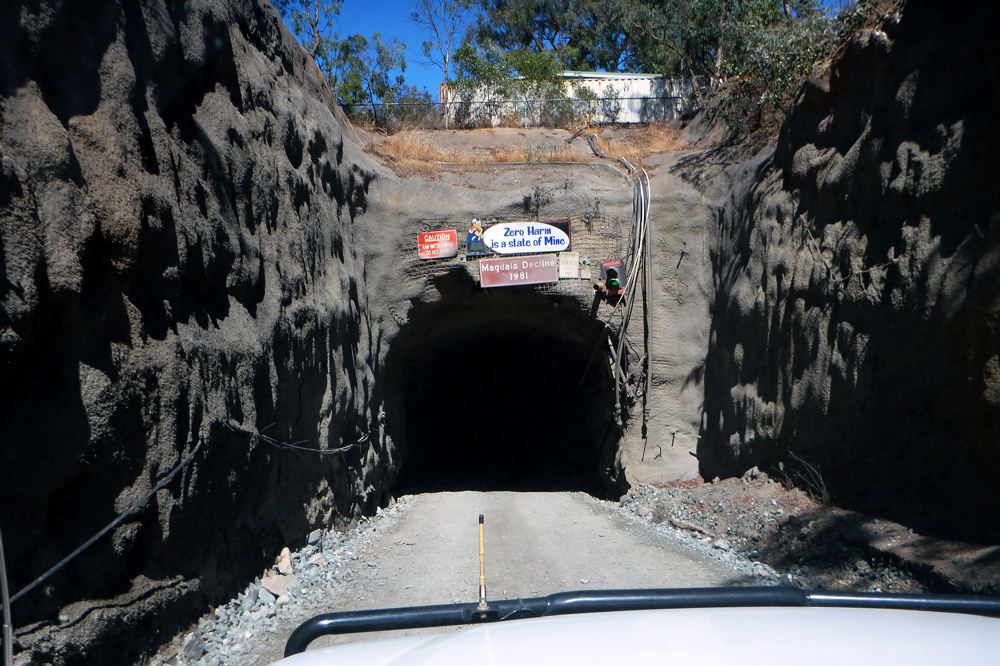 CAUTION
Zero Harm
is a state of Mine
Magdala Decline
1981